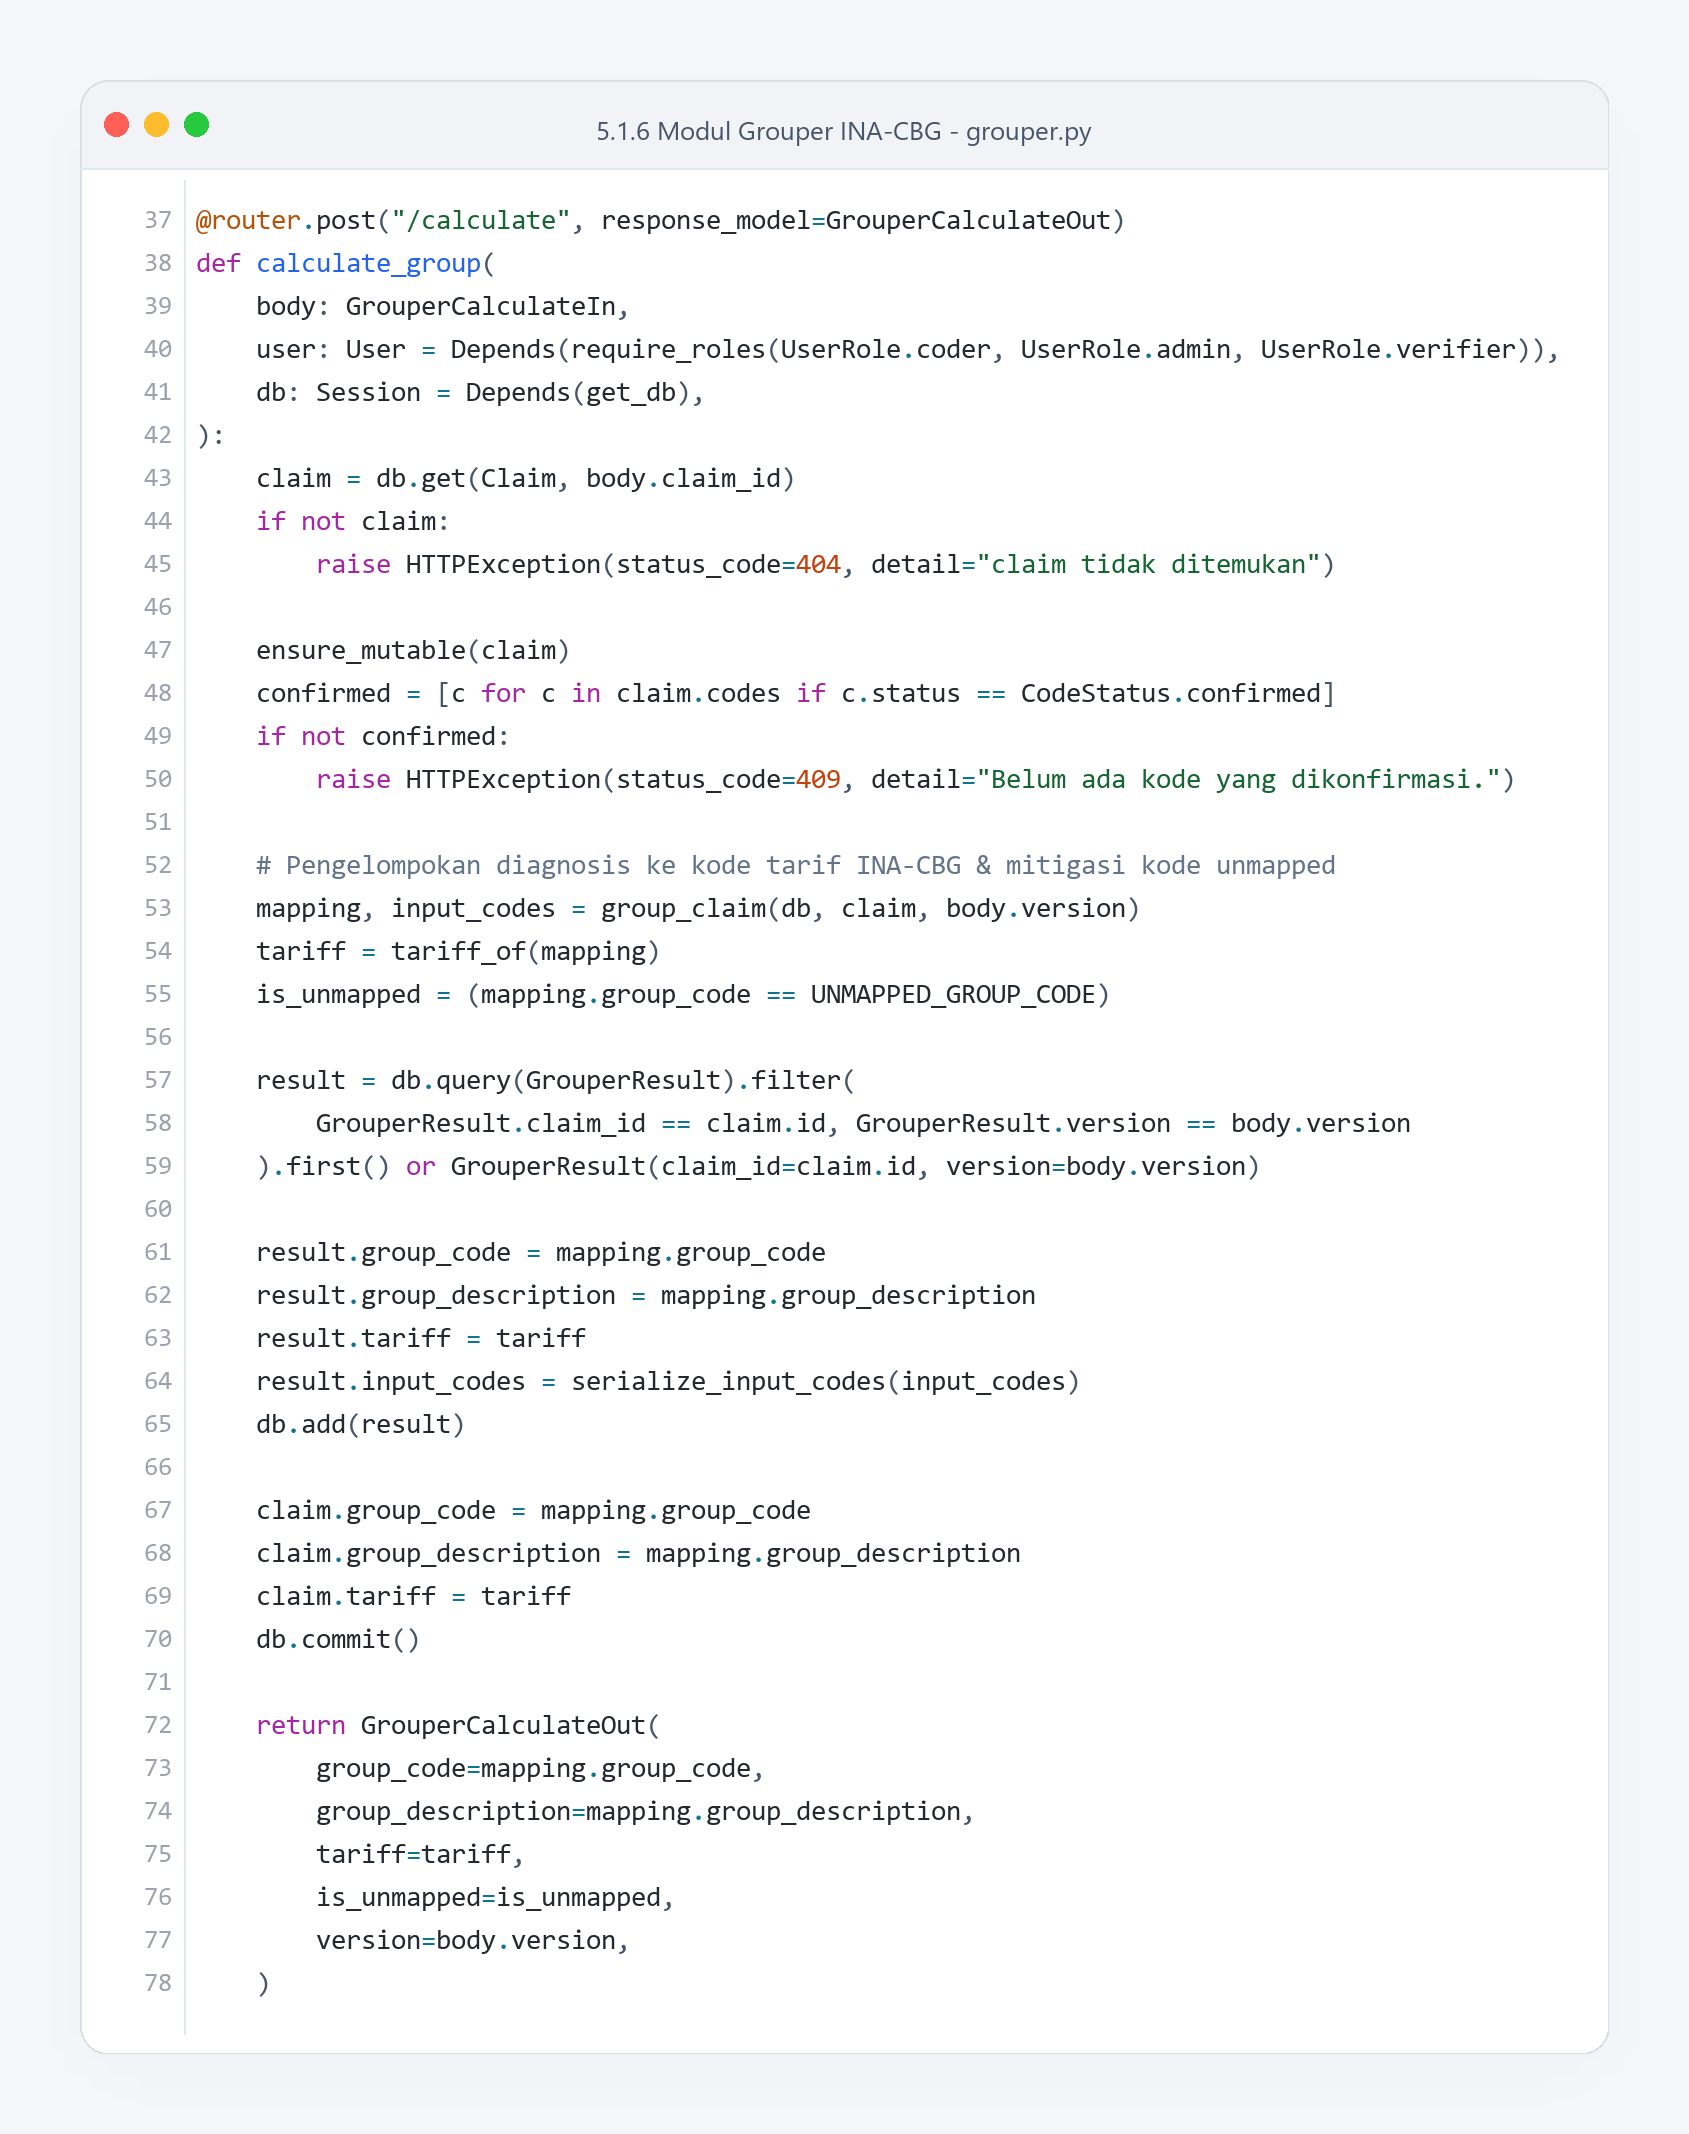 5.1.6 Modul Grouper INA-CBG - grouper.py
37 @router.post("/calculate", response_model=GrouperCalculateOut)
38 def calculate_group(
39     body: GrouperCalculateIn,
40     user: User = Depends(require_roles(UserRole.coder, UserRole.admin, UserRole.verifier)),
41     db: Session = Depends(get_db),
42 ):
43     claim = db.get(Claim, body.claim_id)
44     if not claim:
45         raise HTTPException(status_code=404, detail="claim tidak ditemukan")
46
47     ensure_mutable(claim)
48     confirmed = [c for c in claim.codes if c.status == CodeStatus.confirmed]
49     if not confirmed:
50         raise HTTPException(status_code=409, detail="Belum ada kode yang dikonfirmasi.")
51
52     # Pengelompokan diagnosis ke kode tarif INA-CBG & mitigasi kode unmapped
53     mapping, input_codes = group_claim(db, claim, body.version)
54     tariff = tariff_of(mapping)
55     is_unmapped = (mapping.group_code == UNMAPPED_GROUP_CODE)
56
57     result = db.query(GrouperResult).filter(
58         GrouperResult.claim_id == claim.id, GrouperResult.version == body.version
59     ).first() or GrouperResult(claim_id=claim.id, version=body.version)
60
61     result.group_code = mapping.group_code
62     result.group_description = mapping.group_description
63     result.tariff = tariff
64     result.input_codes = serialize_input_codes(input_codes)
65     db.add(result)
66
67     claim.group_code = mapping.group_code
68     claim.group_description = mapping.group_description
69     claim.tariff = tariff
70     db.commit()
71
72     return GrouperCalculateOut(
73         group_code=mapping.group_code,
74         group_description=mapping.group_description,
75         tariff=tariff,
76         is_unmapped=is_unmapped,
77         version=body.version,
78     )